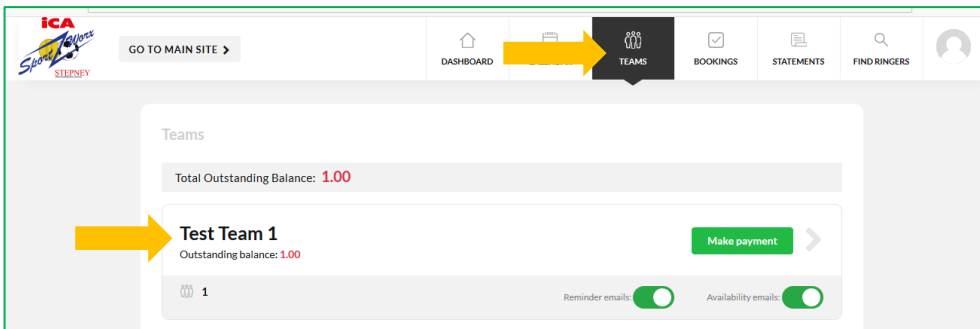 iCA
Sport Zeworx
STEPNEY
GO TO MAIN SITE
DASHBOARD
TEAMS
BOOKINGS
STATEMENTS
FIND RINGERS
Teams
Total Outstanding Balance: 1.00
Test Team 1
Outstanding balance: 1.00
Make payment
1
Reminder emails:
Availability emails: